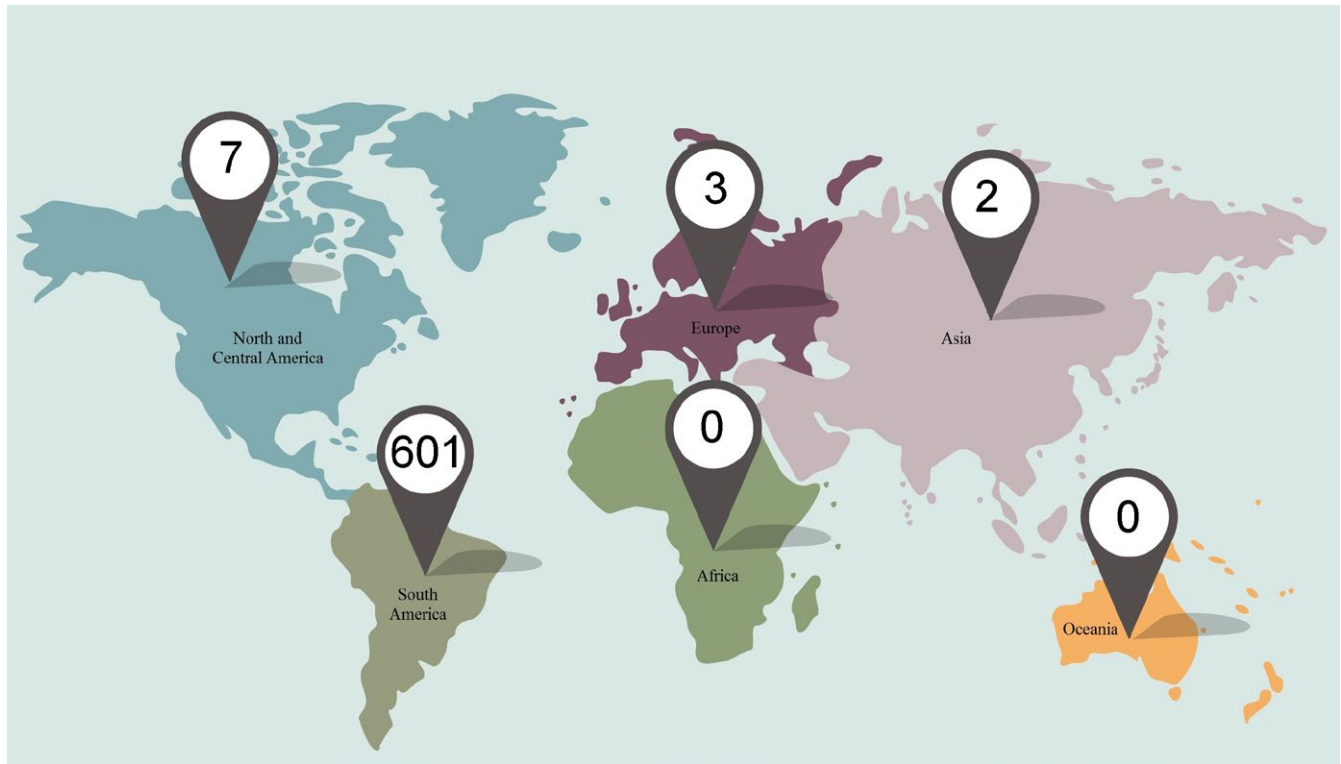 7
3
2
North and
Central America
Europe
Asia
601
0
0
South
America
Africa
Oceania